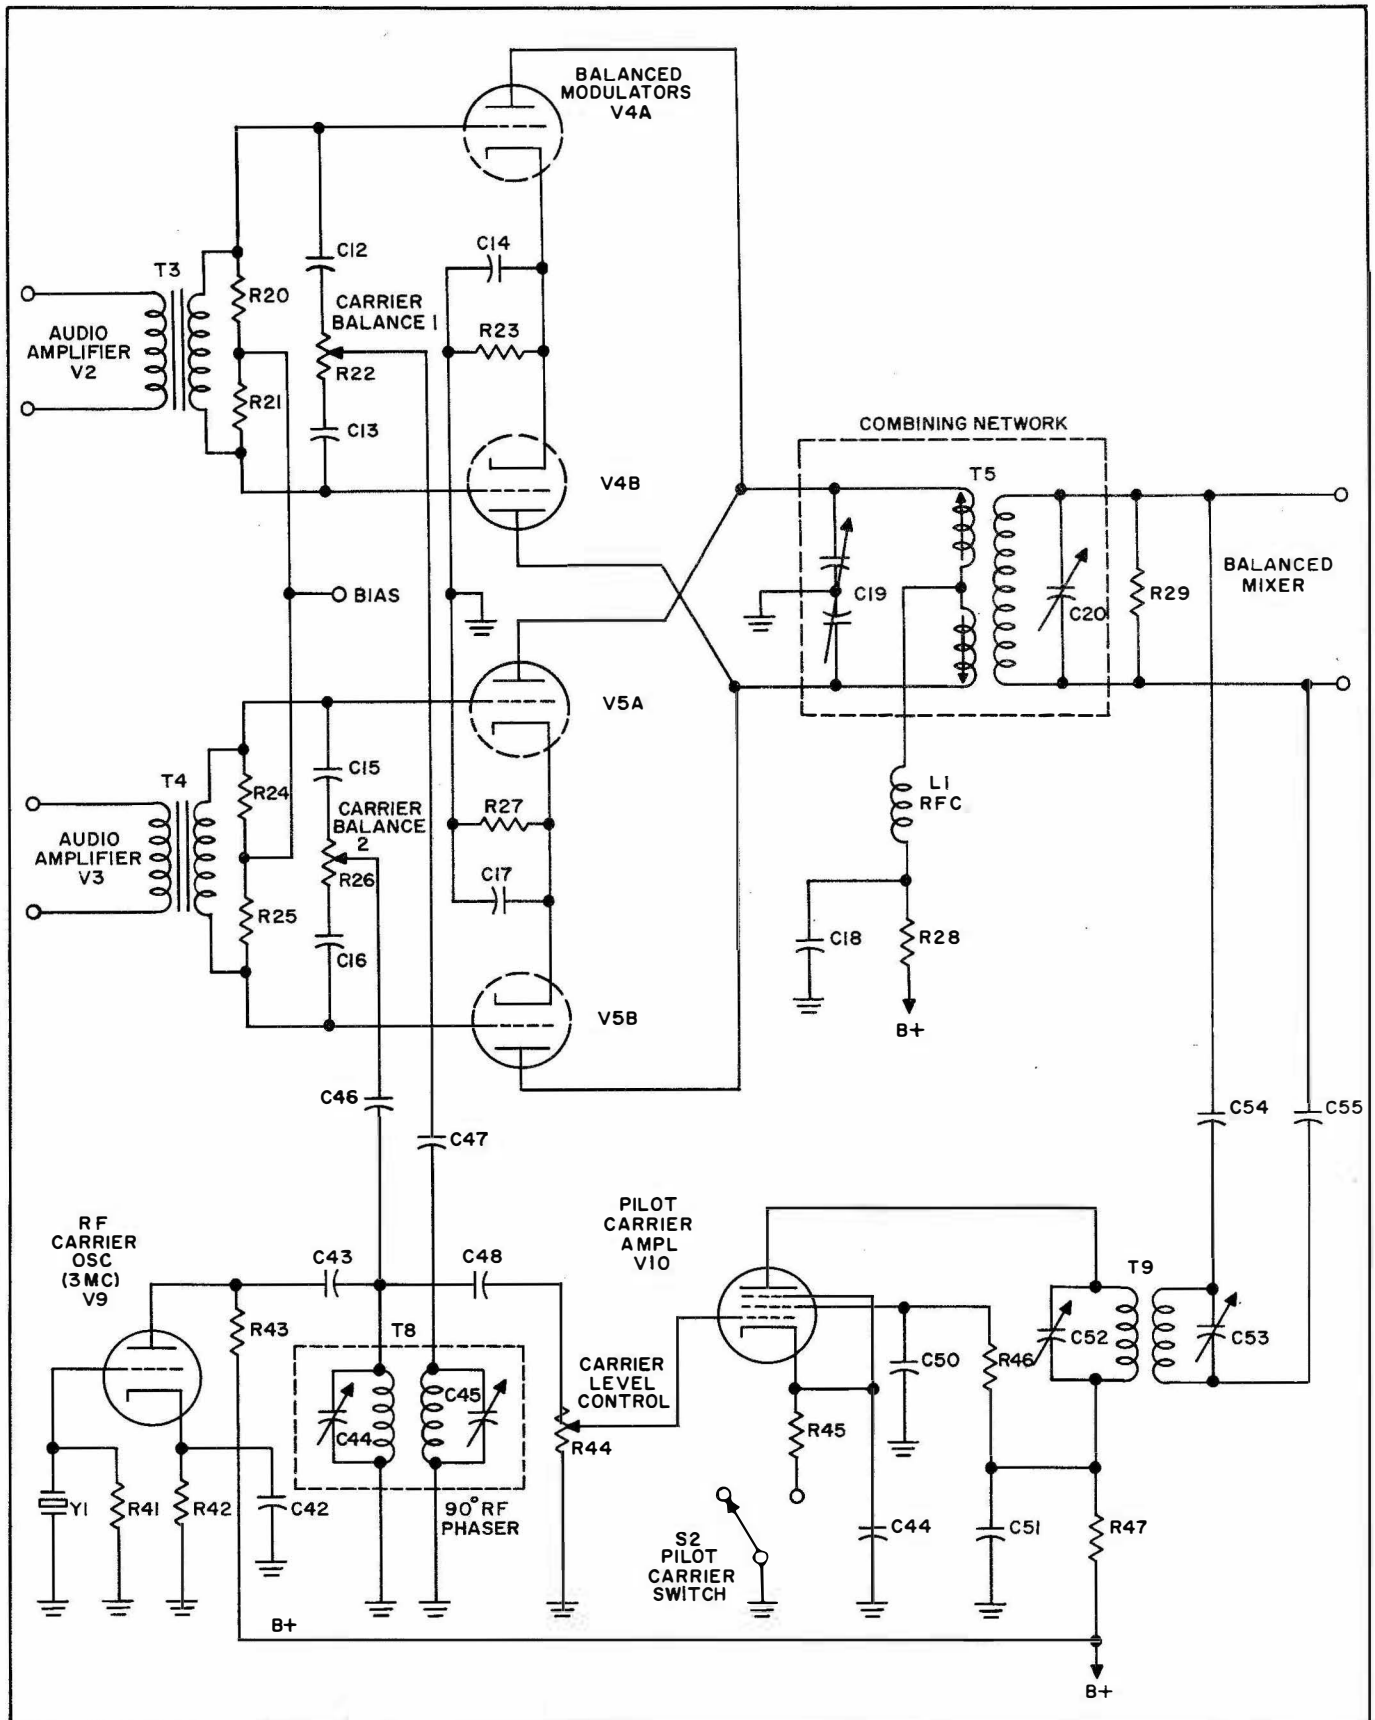 BALANCED
MODULATORS
V4A
C12
C14
T3
R20
CARRIER
BALANCE 1
R23
AUDIO
AMPLIFIER
V2
R22
R21
C13
COMBINING NETWORK
V4B
T5
BIAS
C19
C20
R29
BALANCED
MIXER
V5A
T4
C15
R24
CARRIER
BALANCE
2
R27
L1
RFC
AUDIO
AMPLIFIER
V3
R26
C17
R25
C16
C18
R28
V5B
B+
C46
C47
C54
C55
RF
CARRIER
OSC
(3MC)
V9
C43
C48
PILOT
CARRIER
AMPL
V10
T9
R43
T8
C44
C45
CARRIER
LEVEL
CONTROL
R44
C50
R46
C52
C53
R45
Y1
R41
R42
C42
90° RF
PHASER
S2
PILOT
CARRIER
SWITCH
C44
C51
R47
B+
B+